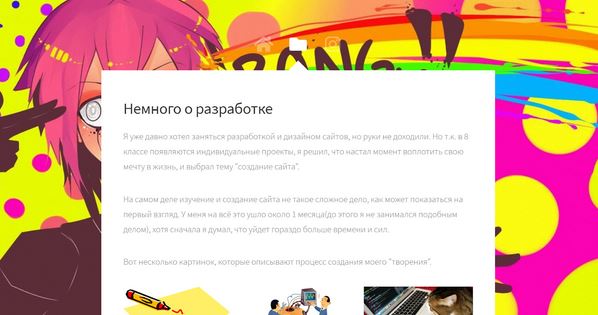 BANG!!
Немного о разработке
Я уже давно хотел заняться разработкой и дизайном сайтов, но руки не доходили. Но т.к. в 8
классе появляются индивидуальные проекты, я решил, что настал момент воплотить свою
мечту в жизнь, и выбрал тему "создание сайта".
На самом деле изучение и создание сайта не такое сложное дело, как может показаться на
первый взгляд. У меня на всё это ушло около 1 месяца(до этого я не занимался подобным
делом), хотя сначала я думал, что уйдет гораздо больше времени и сил.
Вот несколько картинок, которые описывают процесс создания моего "творения".